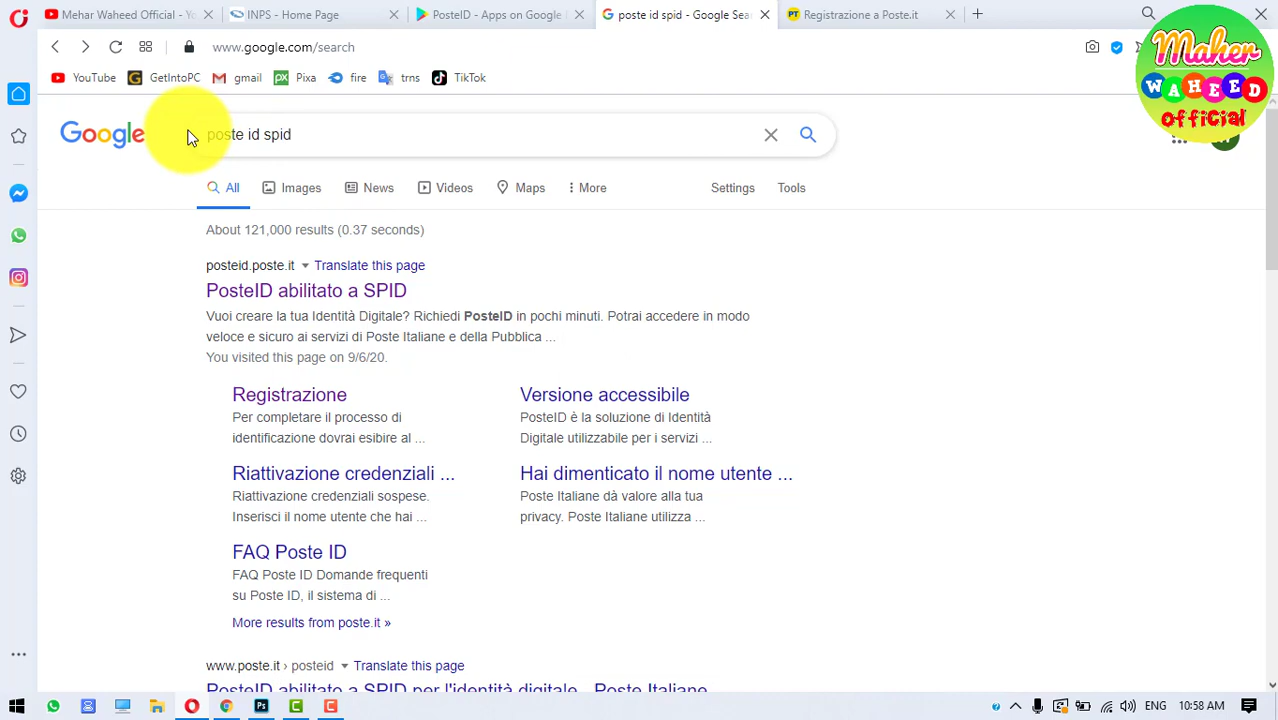 Mehar Waheed Official - Y
INPS - Home Page
PosteID - Apps on Google
poste id spid - Google Sea
Registrazione a Poste.it
www.google.com/search
YouTube
GetIntoPC
gmail
Pixa
fire
trns
TikTok
Maher
WAHEED
official
Google
poste id spid
All
Images
News
Videos
Maps
More
Settings
Tools
About 121,000 results (0.37 seconds)
posteid.poste.it Translate this page
PosteID abilitato a SPID
Vuoi creare la tua Identità Digitale? Richiedi PosteID in pochi minuti. Potrai accedere in modo
veloce e sicuro ai servizi di Poste Italiane e della Pubblica ...
You visited this page on 9/6/20.
Registrazione
Per completare il processo di
identificazione dovrai esibire al ...
Versione accessibile
PosteID è la soluzione di Identità
Digitale utilizzabile per i servizi ...
Riattivazione credenziali ...
Riattivazione credenziali sospese.
Inserisci il nome utente che hai ...
Hai dimenticato il nome utente ...
Poste Italiane dà valore alla tua
privacy. Poste Italiane utilizza ...
FAQ Poste ID
FAQ Poste ID Domande frequenti
su Poste ID, il sistema di ...
More results from poste.it »
www.poste.it › posteid Translate this page
PosteID abilitato a SPID per l'identità digitale - Poste Italiane
ENG
10:58 AM